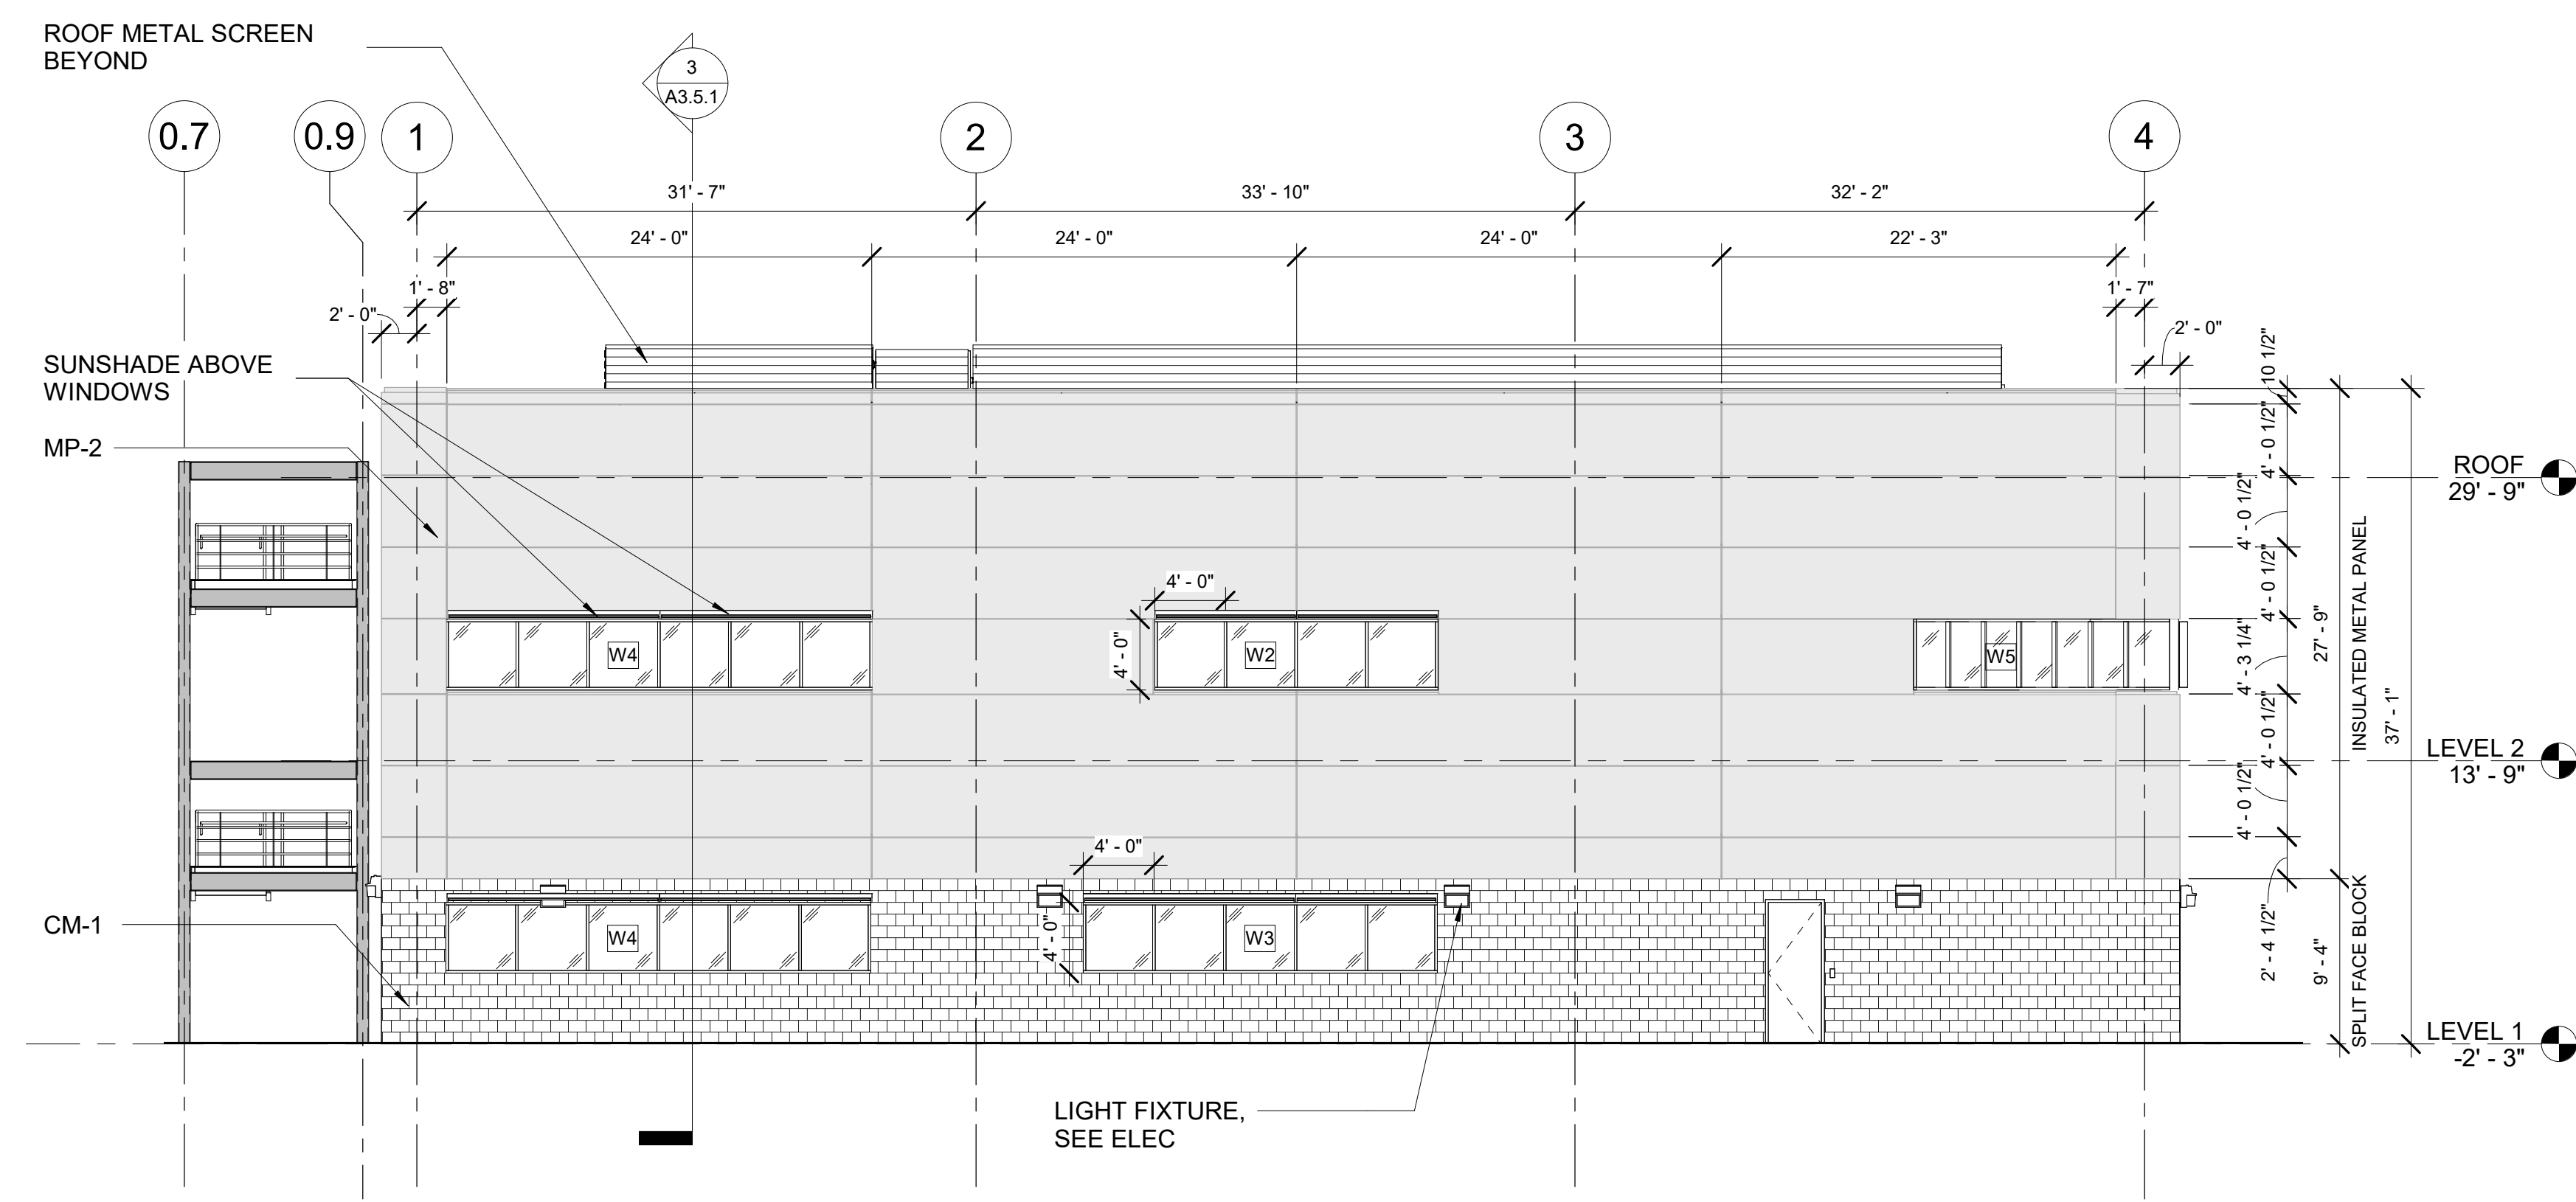 ROOF METAL SCREEN
BEYOND
3
A3.5.1
0.7
0.9
1
2
3
4
31' - 7"
33' - 10"
32' - 2"
24' - 0"
24' - 0"
24' - 0"
22' - 3"
1' - 8"
2' - 0"
1' - 7"
2' - 0"
SUNSHADE ABOVE
WINDOWS
MP-2
CM-1
4' - 0"
4' - 0"
W4
W2
W5
4' - 0"
4' - 0"
W4
W3
LIGHT FIXTURE,
SEE ELEC
10 1/2"
4' - 0 1/2"
4' - 0 1/2"
4' - 0 1/2"
4' - 3 1/4"
4' - 0 1/2"
4' - 0 1/2"
2' - 4 1/2"
27' - 9"
9' - 4"
INSULATED METAL PANEL
SPLIT FACE BLOCK
37' - 1"
ROOF
29' - 9"
LEVEL 2
13' - 9"
LEVEL 1
-2' - 3"